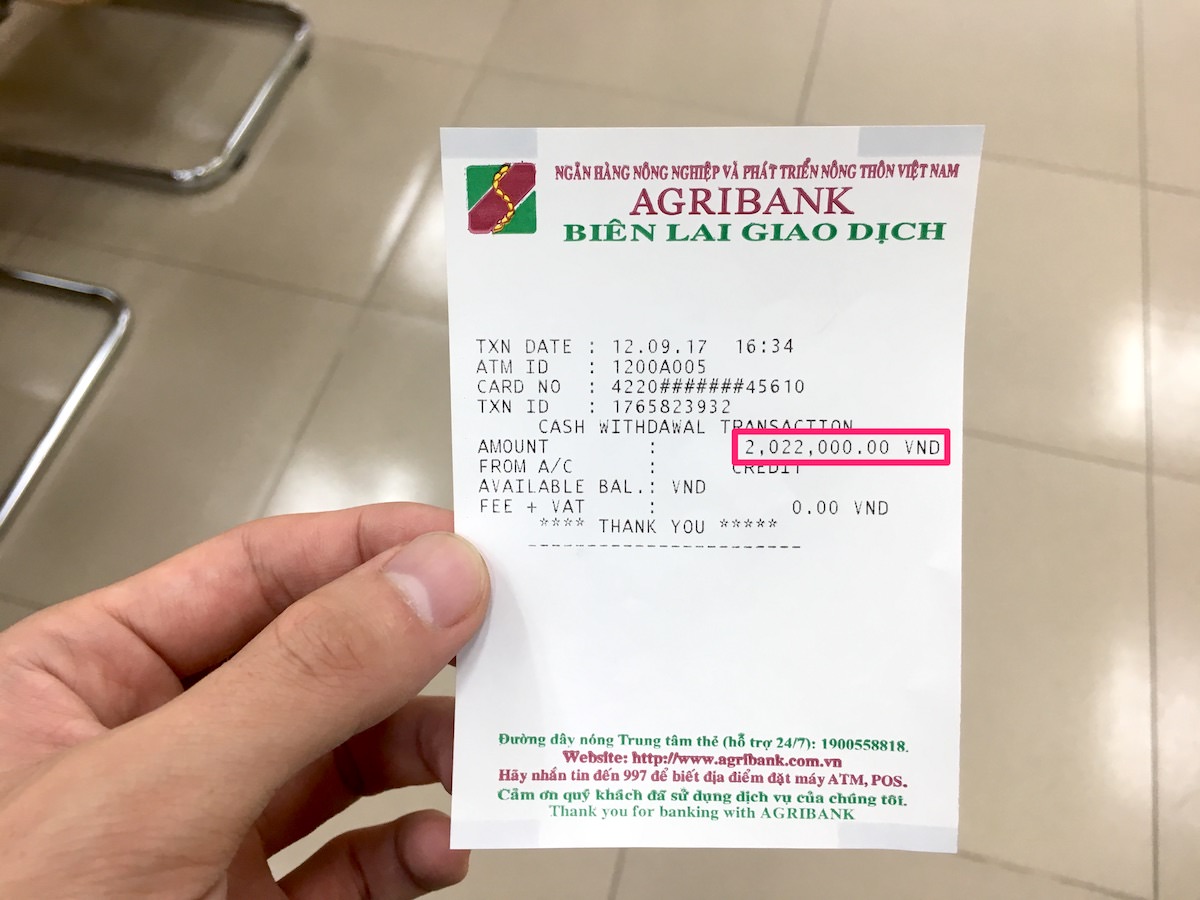 NGÂN HÀNG NÔNG NGHIỆP VÀ PHÁT TRIỂN NÔNG THÔN VIỆT NAM
AGRIBANK
BIÊN LAI GIAO DỊCH
TXN DATE : 12.09.17 16:34
ATM ID : 1200A005
CARD NO : 4220#######45610
TXN ID : 1765823932
CASH WITHDAWAL TRANSACTION
AMOUNT : 2,022,000.00 VND
FROM A/C : CREDIT
AVAILABLE BAL.: VND
FEE + VAT : 0.00 VND
**** THANK YOU *****
------------------------
Đường dây nóng Trung tâm thẻ (hỗ trợ 24/7): 1900558818.
Website: http://www.agribank.com.vn
Hãy nhắn tin đến 997 để biết địa điểm đặt máy ATM, POS.
Cảm ơn quý khách đã sử dụng dịch vụ của chúng tôi.
Thank you for banking with AGRIBANK